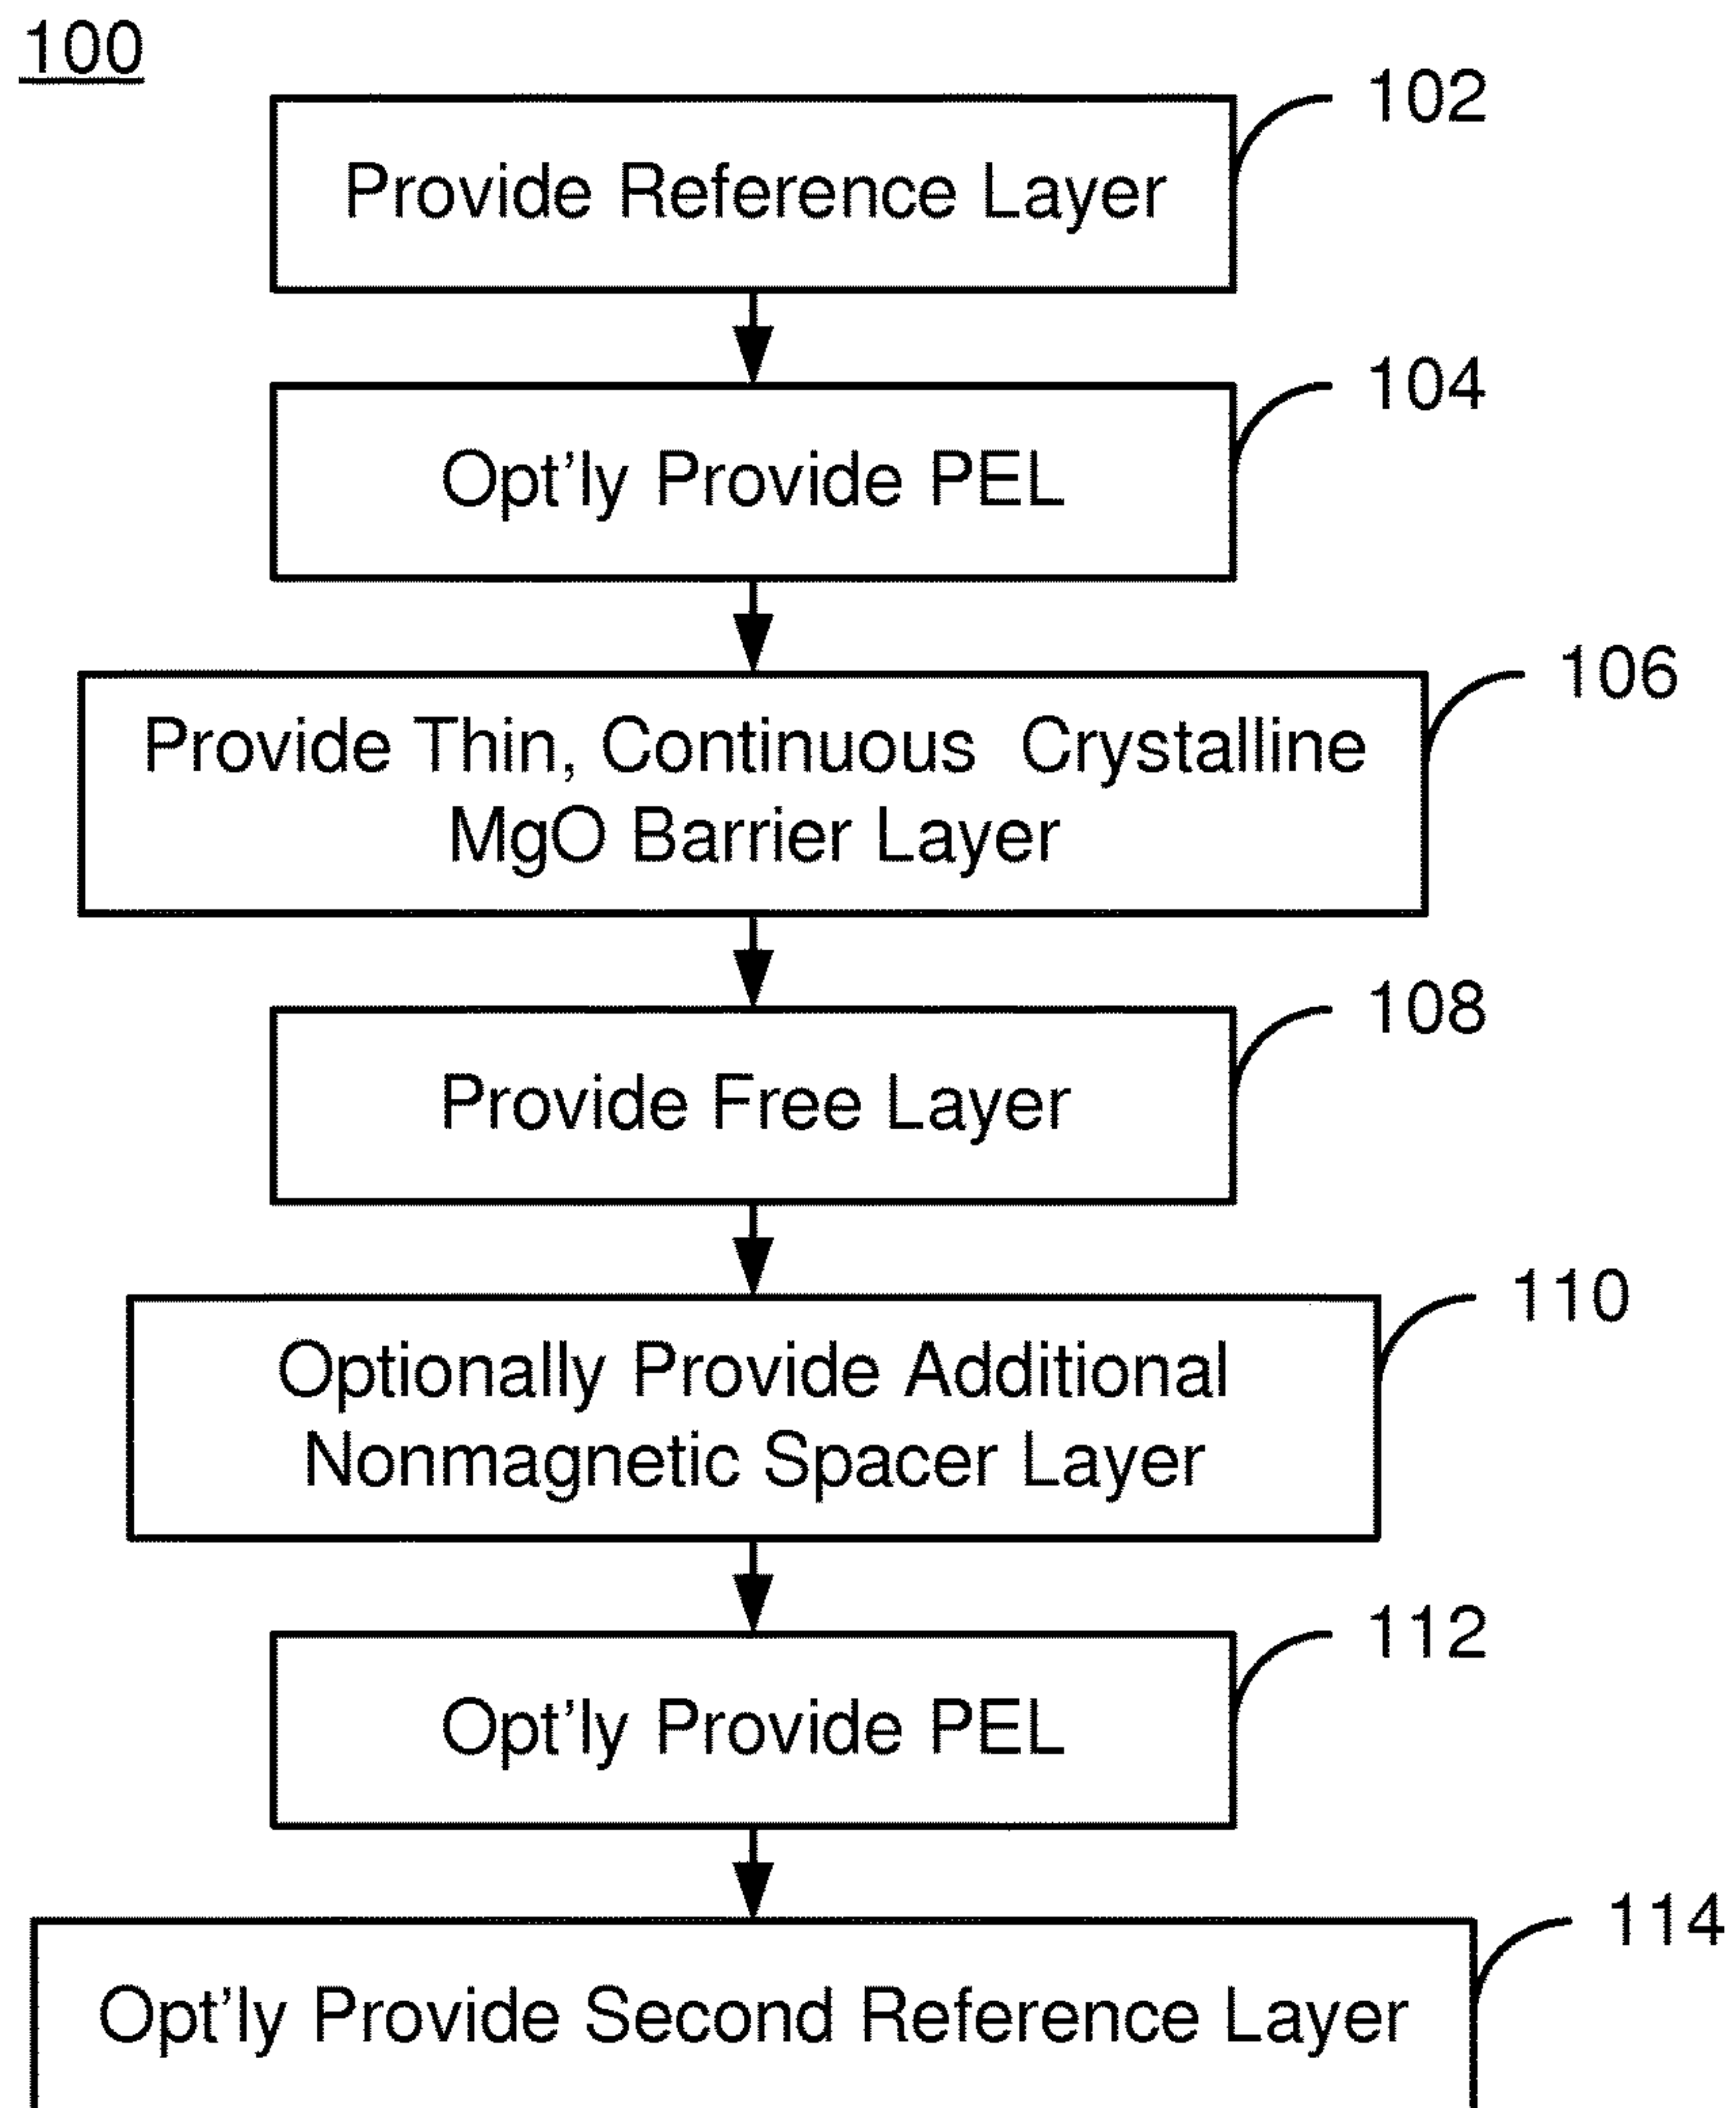 100
102
Provide Reference Layer
104
Opt'ly Provide PEL
106
Provide Thin, Continuous Crystalline
MgO Barrier Layer
108
Provide Free Layer
110
Optionally Provide Additional
Nonmagnetic Spacer Layer
112
Opt'ly Provide PEL
114
Opt'ly Provide Second Reference Layer